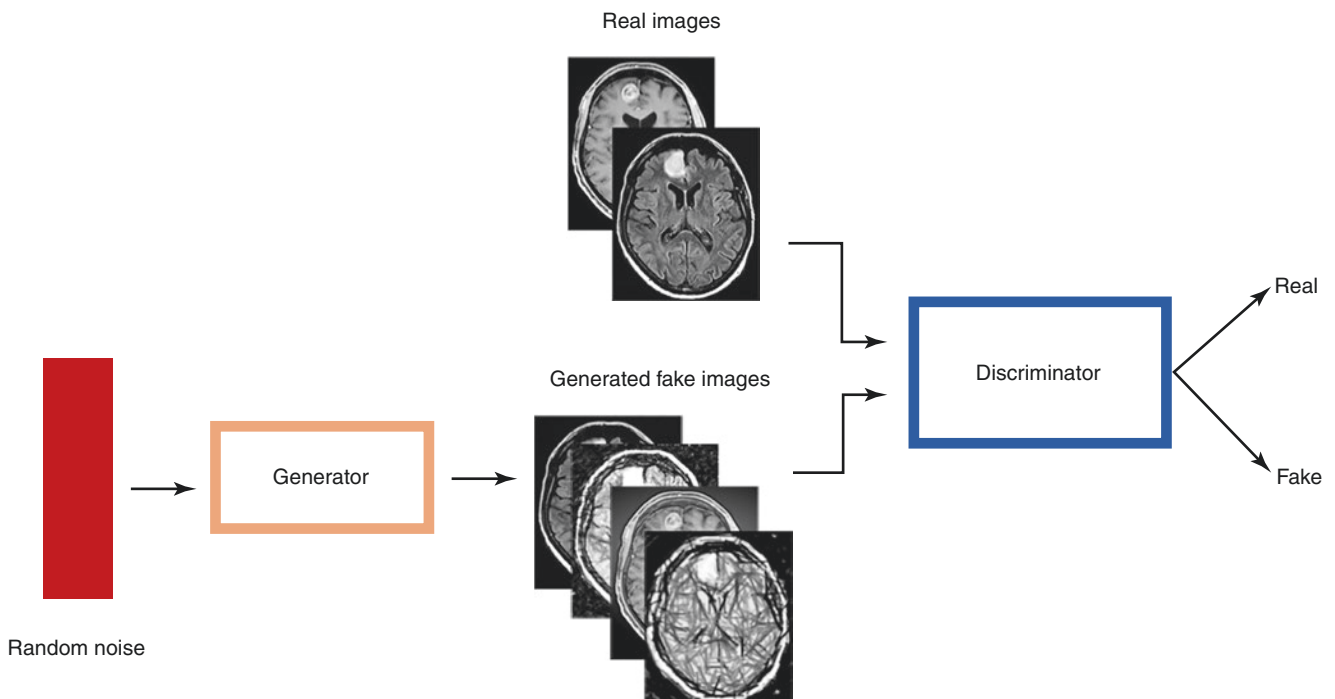 Real images
Real
Generated fake images
Discriminator
Generator
Fake
Random noise